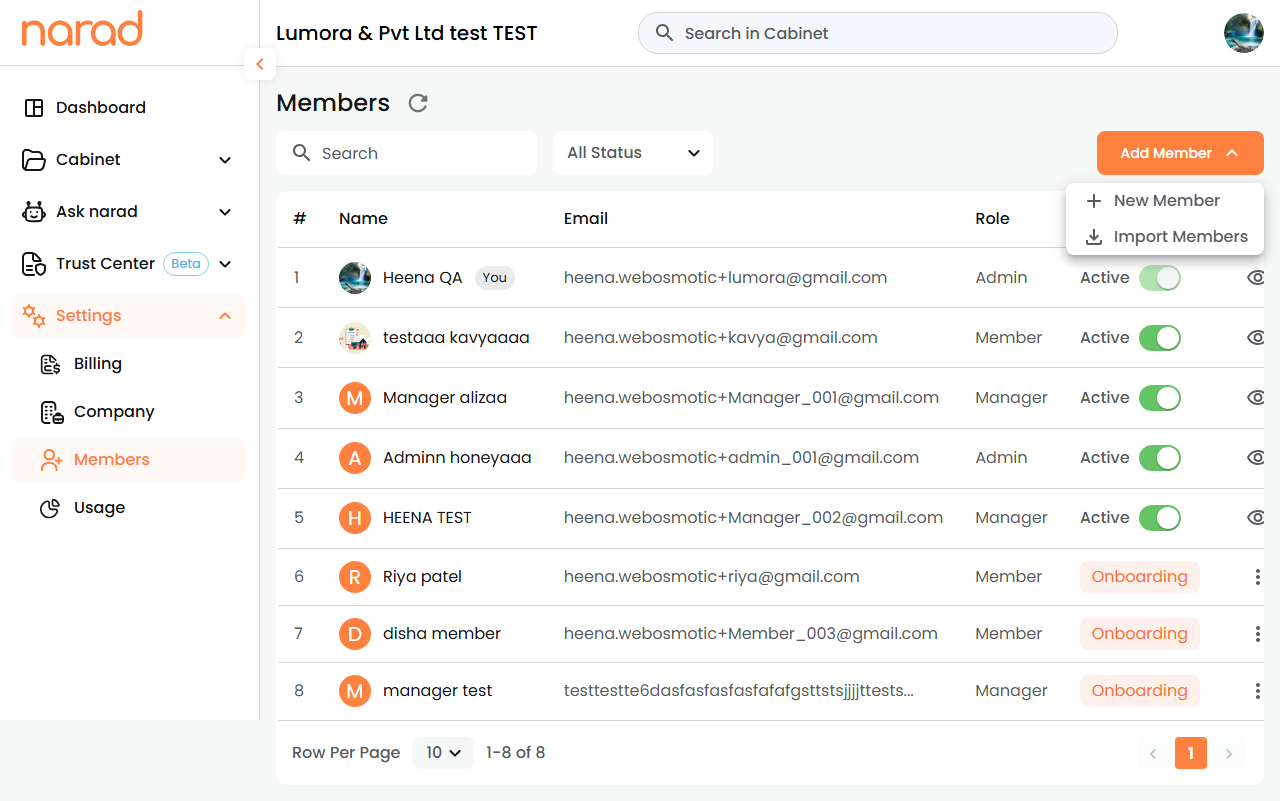 narad
Lumora & Pvt Ltd test TEST
Search in Cabinet
Dashboard
Cabinet
Ask narad
Trust Center Beta
Settings
Billing
Company
Members
Usage
Members
Search
All Status
Add Member
New Member
Import Members
# Name Email Role
1 Heena QA You heena.webosmotic+lumora@gmail.com Admin Active
2 testaaa kavyaaaa heena.webosmotic+kavya@gmail.com Member Active
3 M Manager alizaa heena.webosmotic+Manager_001@gmail.com Manager Active
4 A Adminn honeyaaa heena.webosmotic+admin_001@gmail.com Admin Active
5 H HEENA TEST heena.webosmotic+Manager_002@gmail.com Manager Active
6 R Riya patel heena.webosmotic+riya@gmail.com Member Onboarding
7 D disha member heena.webosmotic+Member_003@gmail.com Member Onboarding
8 M manager test testtestte6dasfasfasfasfafafgsttstsjjjjttests... Manager Onboarding
Row Per Page 10 1-8 of 8 1